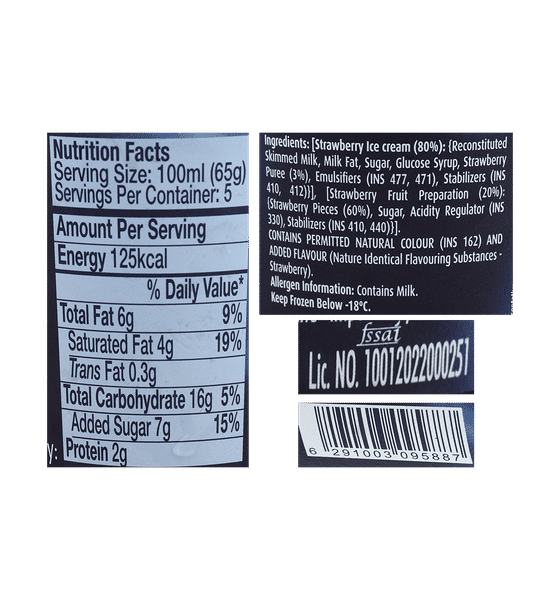 Nutrition Facts
Serving Size: 100ml (65g)
Servings Per Container: 5
Amount Per Serving
Energy 125kcal
% Daily Value*
Total Fat 6g 9%
Saturated Fat 4g 19%
Trans Fat 0.3g
Total Carbohydrate 16g 5%
Added Sugar 7g 15%
y: Protein 2g
Ingredients: [Strawberry Ice cream (80%): {Reconstituted
Skimmed Milk, Milk Fat, Sugar, Glucose Syrup, Strawberry
Puree (3%), Emulsifiers (INS 477, 471), Stabilizers (INS
410, 412)}], [Strawberry Fruit Preparation (20%):
{Strawberry Pieces (60%), Sugar, Acidity Regulator (INS
330), Stabilizers (INS 410, 440)}].
CONTAINS PERMITTED NATURAL COLOUR (INS 162) AND
ADDED FLAVOUR (Nature Identical Flavouring Substances -
Strawberry).
Allergen Information: Contains Milk.
Keep Frozen Below -18°C.
fssai
Lic. NO. 10012022000251
6 291003 095887